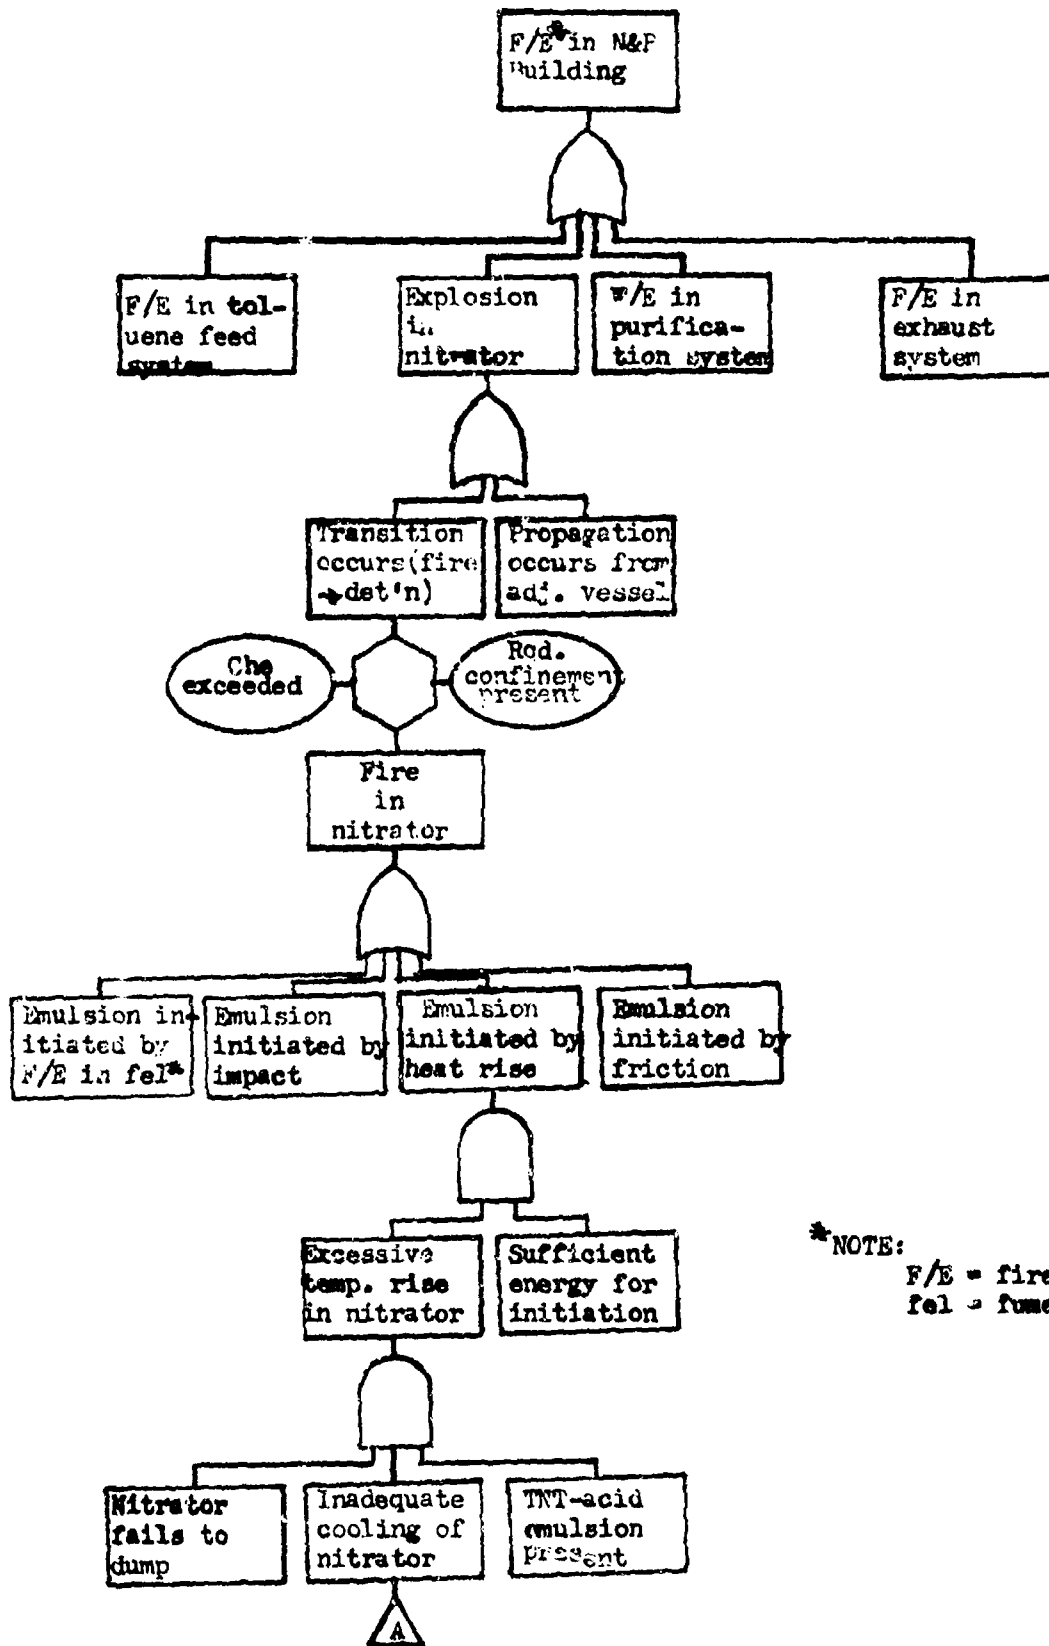 F/E* in N&P
Building
F/E in tol-
uene feed
system
Explosion
in
nitrator
F/E in
purifica-
tion system
F/E in
exhaust
system
Transition
occurs(fire
→det'n)
Propagation
occurs from
adj. vessel
Che
exceeded
Rqd.
confinement
present
Fire
in
nitrator
Emulsion in-
itiated by
F/E in fel*
Emulsion
initiated by
impact
Emulsion
initiated by
heat rise
Emulsion
initiated by
friction
Excessive
temp. rise
in nitrator
Sufficient
energy for
initiation
*NOTE:
F/E = fire
fel = fume
Nitrator
fails to
dump
Inadequate
cooling of
nitrator
TNT-acid
emulsion
present
A